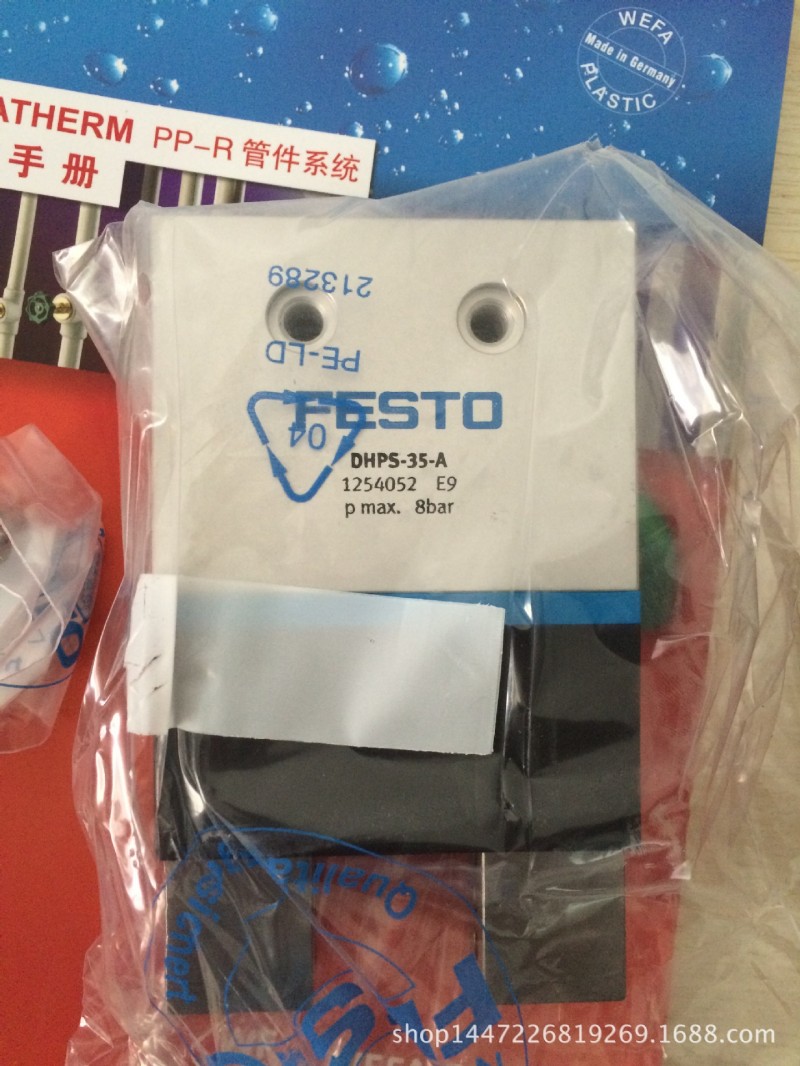 WEFA
Made in Germany
PLASTIC
ATHERM PP-R 管件系统
手册
213289
PE-LD
04
FESTO
DHPS-35-A
1254052 E9
p max. 8bar
Qualität
shop1447226819269.1688.com